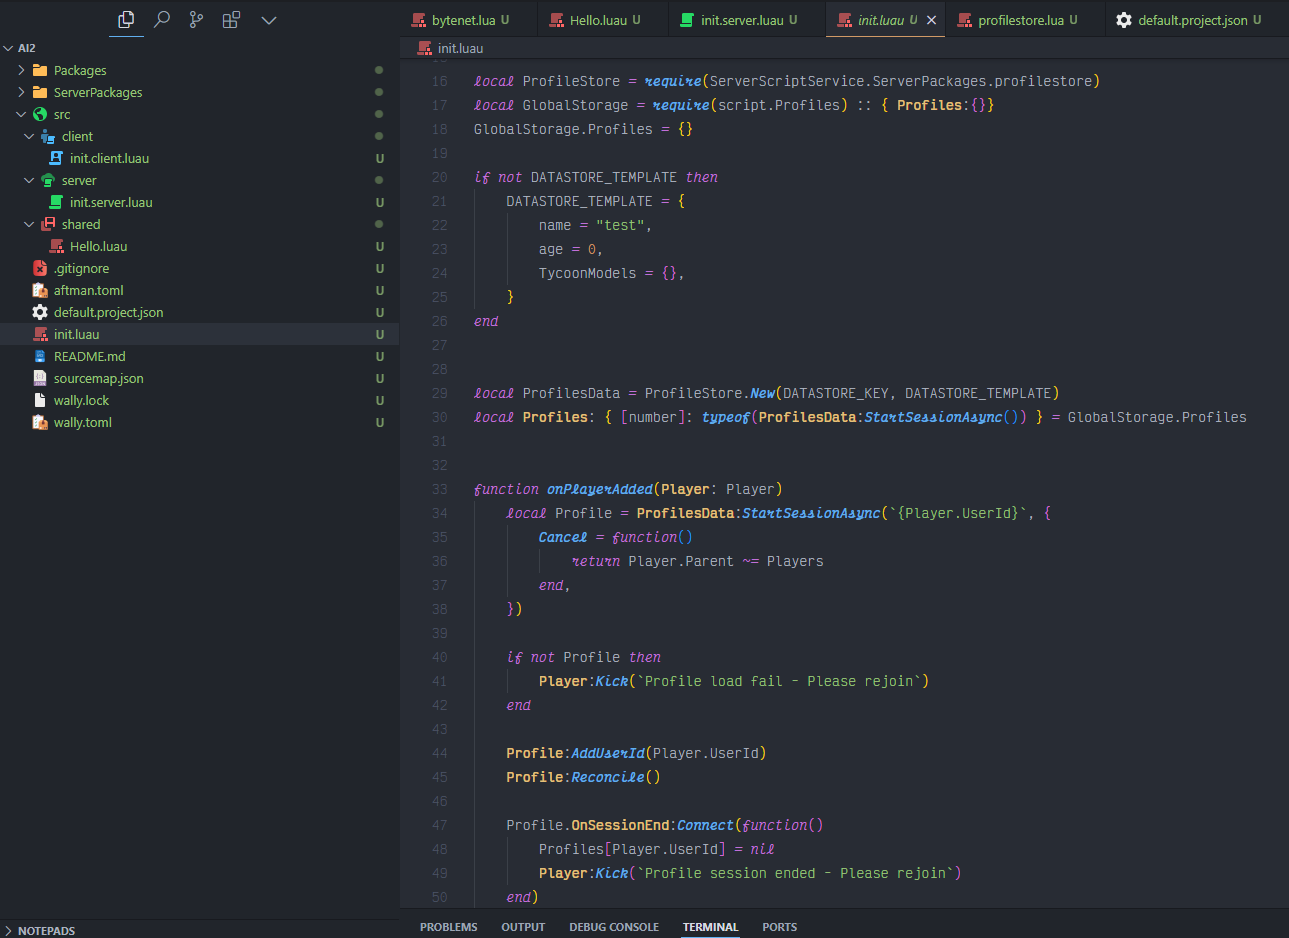 AI2
Packages
ServerPackages
src
client
init.client.luau U
server
init.server.luau U
shared
Hello.luau U
.gitignore U
aftman.toml U
default.project.json U
init.luau U
README.md U
sourcemap.json U
wally.lock U
wally.toml U
NOTEPADS
bytenet.lua U
Hello.luau U
init.server.luau U
init.luau U
profilestore.lua U
default.project.json U
init.luau
16 local ProfileStore = require(ServerScriptService.ServerPackages.profilestore)
17 local GlobalStorage = require(script.Profiles) :: { Profiles:{}}
18 GlobalStorage.Profiles = {}
19
20 if not DATASTORE_TEMPLATE then
21 DATASTORE_TEMPLATE = {
22 name = "test",
23 age = 0,
24 TycoonModels = {},
25 }
26 end
27
28
29 local ProfilesData = ProfileStore.New(DATASTORE_KEY, DATASTORE_TEMPLATE)
30 local Profiles: { [number]: typeof(ProfilesData:StartSessionAsync()) } = GlobalStorage.Profiles
31
32
33 function onPlayerAdded(Player: Player)
34 local Profile = ProfilesData:StartSessionAsync(`{Player.UserId}`, {
35 Cancel = function()
36 return Player.Parent ~= Players
37 end,
38 })
39
40 if not Profile then
41 Player:Kick(`Profile load fail - Please rejoin`)
42 end
43
44 Profile:AddUserId(Player.UserId)
45 Profile:Reconcile()
46
47 Profile.OnSessionEnd:Connect(function()
48 Profiles[Player.UserId] = nil
49 Player:Kick(`Profile session ended - Please rejoin`)
50 end)
PROBLEMS OUTPUT DEBUG CONSOLE TERMINAL PORTS